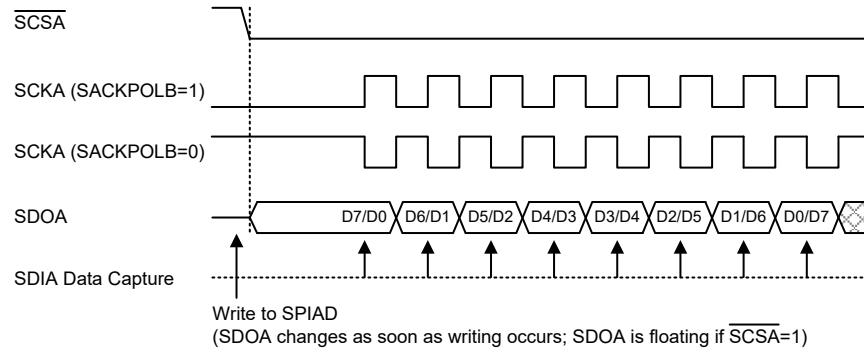 SCSA
SCKA (SACKPOLB=1)
SCKA (SACKPOLB=0)
SDOA D7/D0 D6/D1 D5/D2 D4/D3 D3/D4 D2/D5 D1/D6 D0/D7
SDIA Data Capture
Write to SPIAD
(SDOA changes as soon as writing occurs; SDOA is floating if SCSA=1)